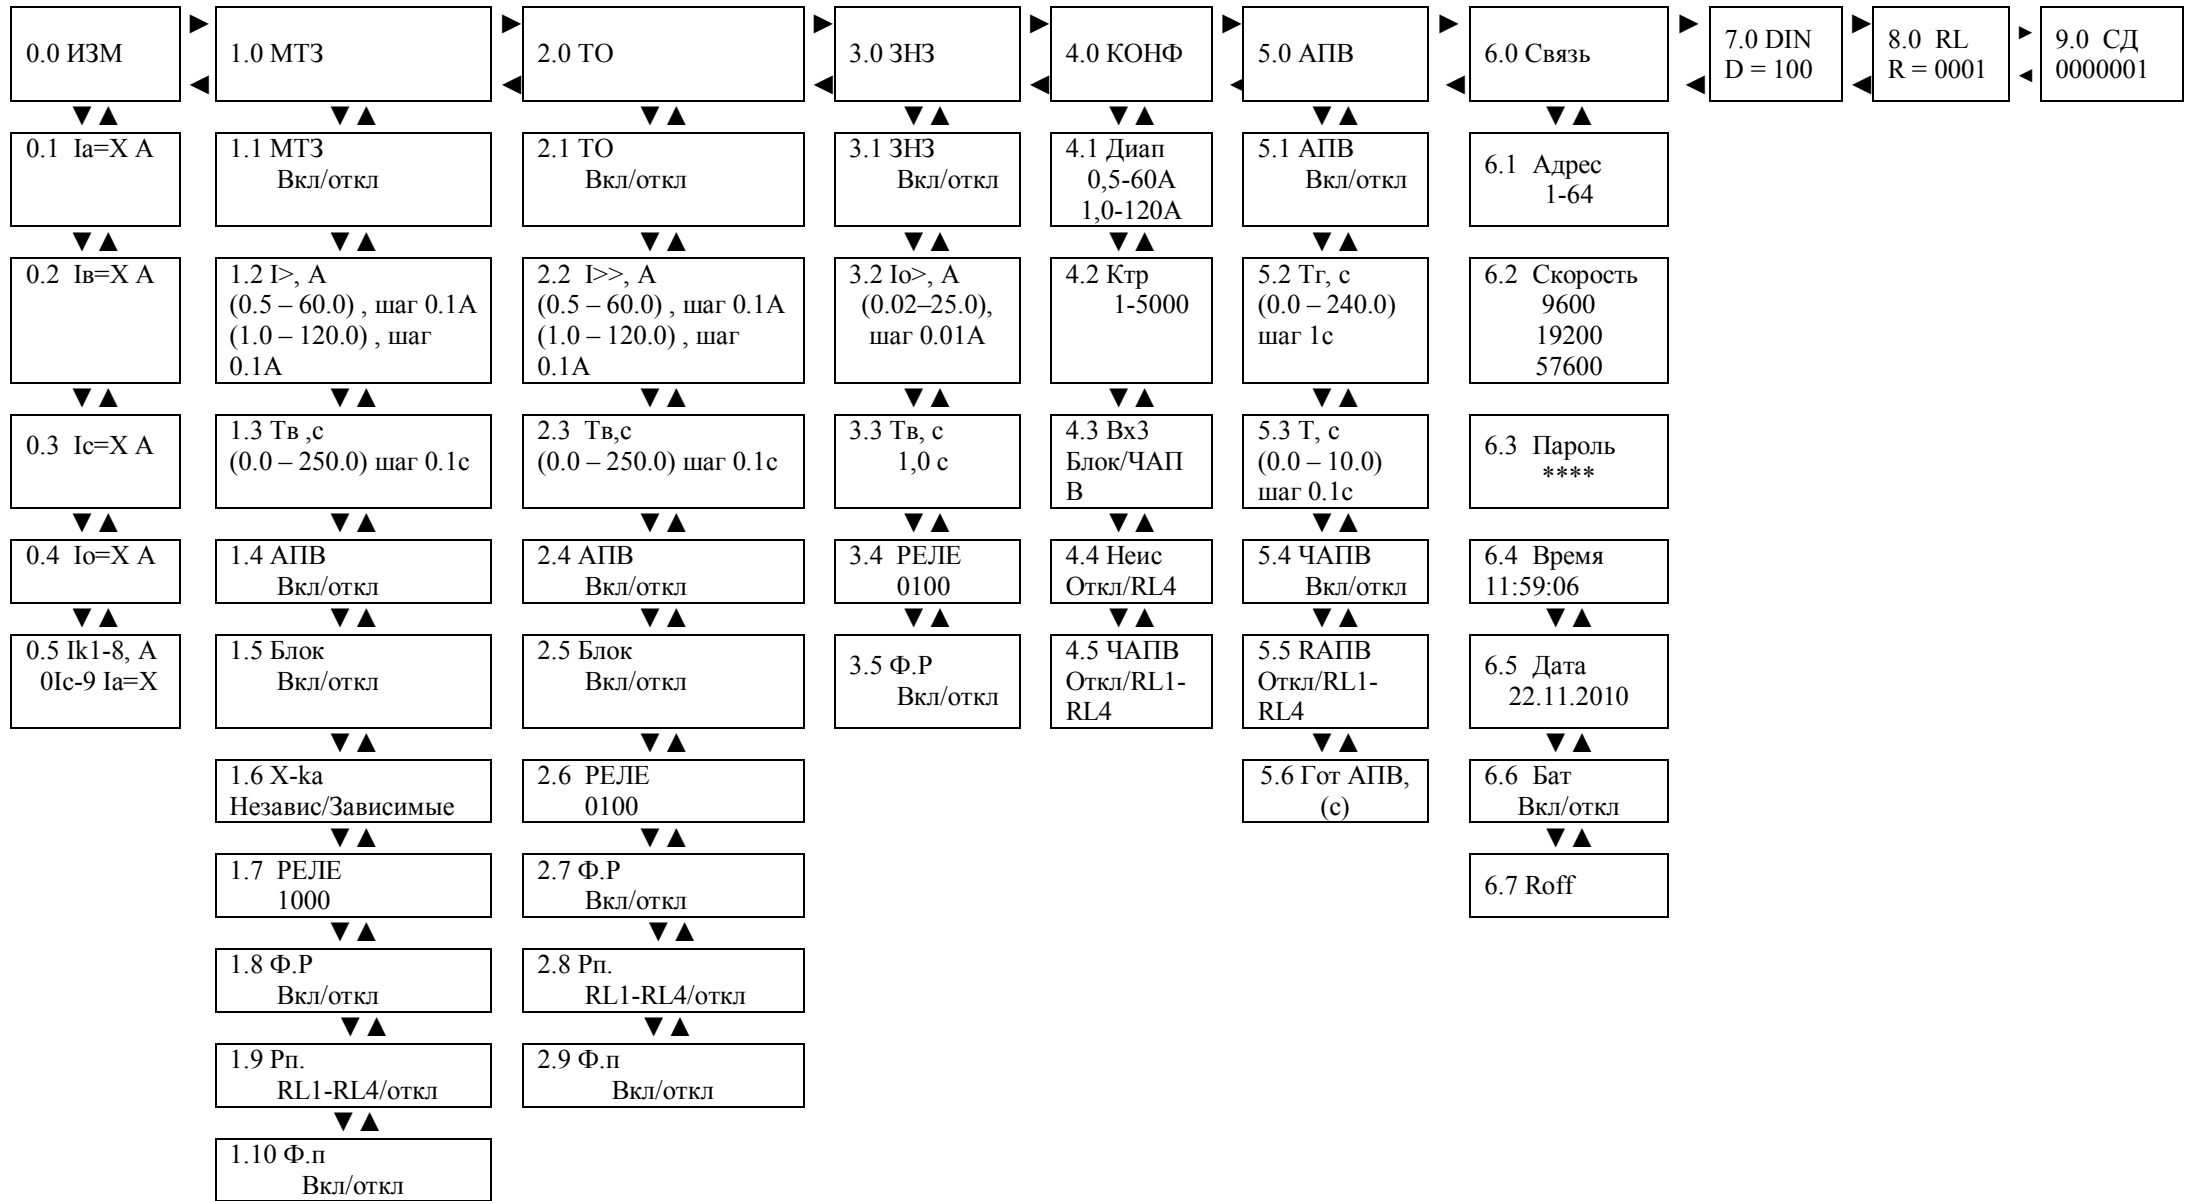 0.0 ИЗМ
1.0 МТЗ
2.0 ТО
3.0 ЗНЗ
4.0 КОНФ
5.0 АПВ
6.0 Связь
7.0 DIN
D = 100
8.0 RL
R = 0001
9.0 СД
0000001
0.1 Iа=X А
0.2 Iв=X А
0.3 Iс=X А
0.4 Iо=X А
0.5 Ik1-8, А
0Iс-9 Iа=X
1.1 МТЗ
Вкл/откл
1.2 I>, А
(0.5 – 60.0) , шаг 0.1А
(1.0 – 120.0) , шаг
0.1А
1.3 Тв ,с
(0.0 – 250.0) шаг 0.1с
1.4 АПВ
Вкл/откл
1.5 Блок
Вкл/откл
1.6 X-ka
Независ/Зависимые
1.7 РЕЛЕ
1000
1.8 Ф.Р
Вкл/откл
1.9 Рп.
RL1-RL4/откл
1.10 Ф.п
Вкл/откл
2.1 ТО
Вкл/откл
2.2 I>>, А
(0.5 – 60.0) , шаг 0.1А
(1.0 – 120.0) , шаг
0.1А
2.3 Тв,с
(0.0 – 250.0) шаг 0.1с
2.4 АПВ
Вкл/откл
2.5 Блок
Вкл/откл
2.6 РЕЛЕ
0100
2.7 Ф.Р
Вкл/откл
2.8 Рп.
RL1-RL4/откл
2.9 Ф.п
Вкл/откл
3.1 ЗНЗ
Вкл/откл
3.2 Iо>, А
(0.02–25.0),
шаг 0.01А
3.3 Тв, с
1,0 с
3.4 РЕЛЕ
0100
3.5 Ф.Р
Вкл/откл
4.1 Диап
0,5-60А
1,0-120А
4.2 Ктр
1-5000
4.3 Вх3
Блок/ЧАП
В
4.4 Неис
Откл/RL4
4.5 ЧАПВ
Откл/RL1-
RL4
5.1 АПВ
Вкл/откл
5.2 Тг, с
(0.0 – 240.0)
шаг 1с
5.3 Т, с
(0.0 – 10.0)
шаг 0.1с
5.4 ЧАПВ
Вкл/откл
5.5 RАПВ
Откл/RL1-
RL4
5.6 Гот АПВ,
(с)
6.1 Адрес
1-64
6.2 Скорость
9600
19200
57600
6.3 Пароль
****
6.4 Время
11:59:06
6.5 Дата
22.11.2010
6.6 Бат
Вкл/откл
6.7 Roff